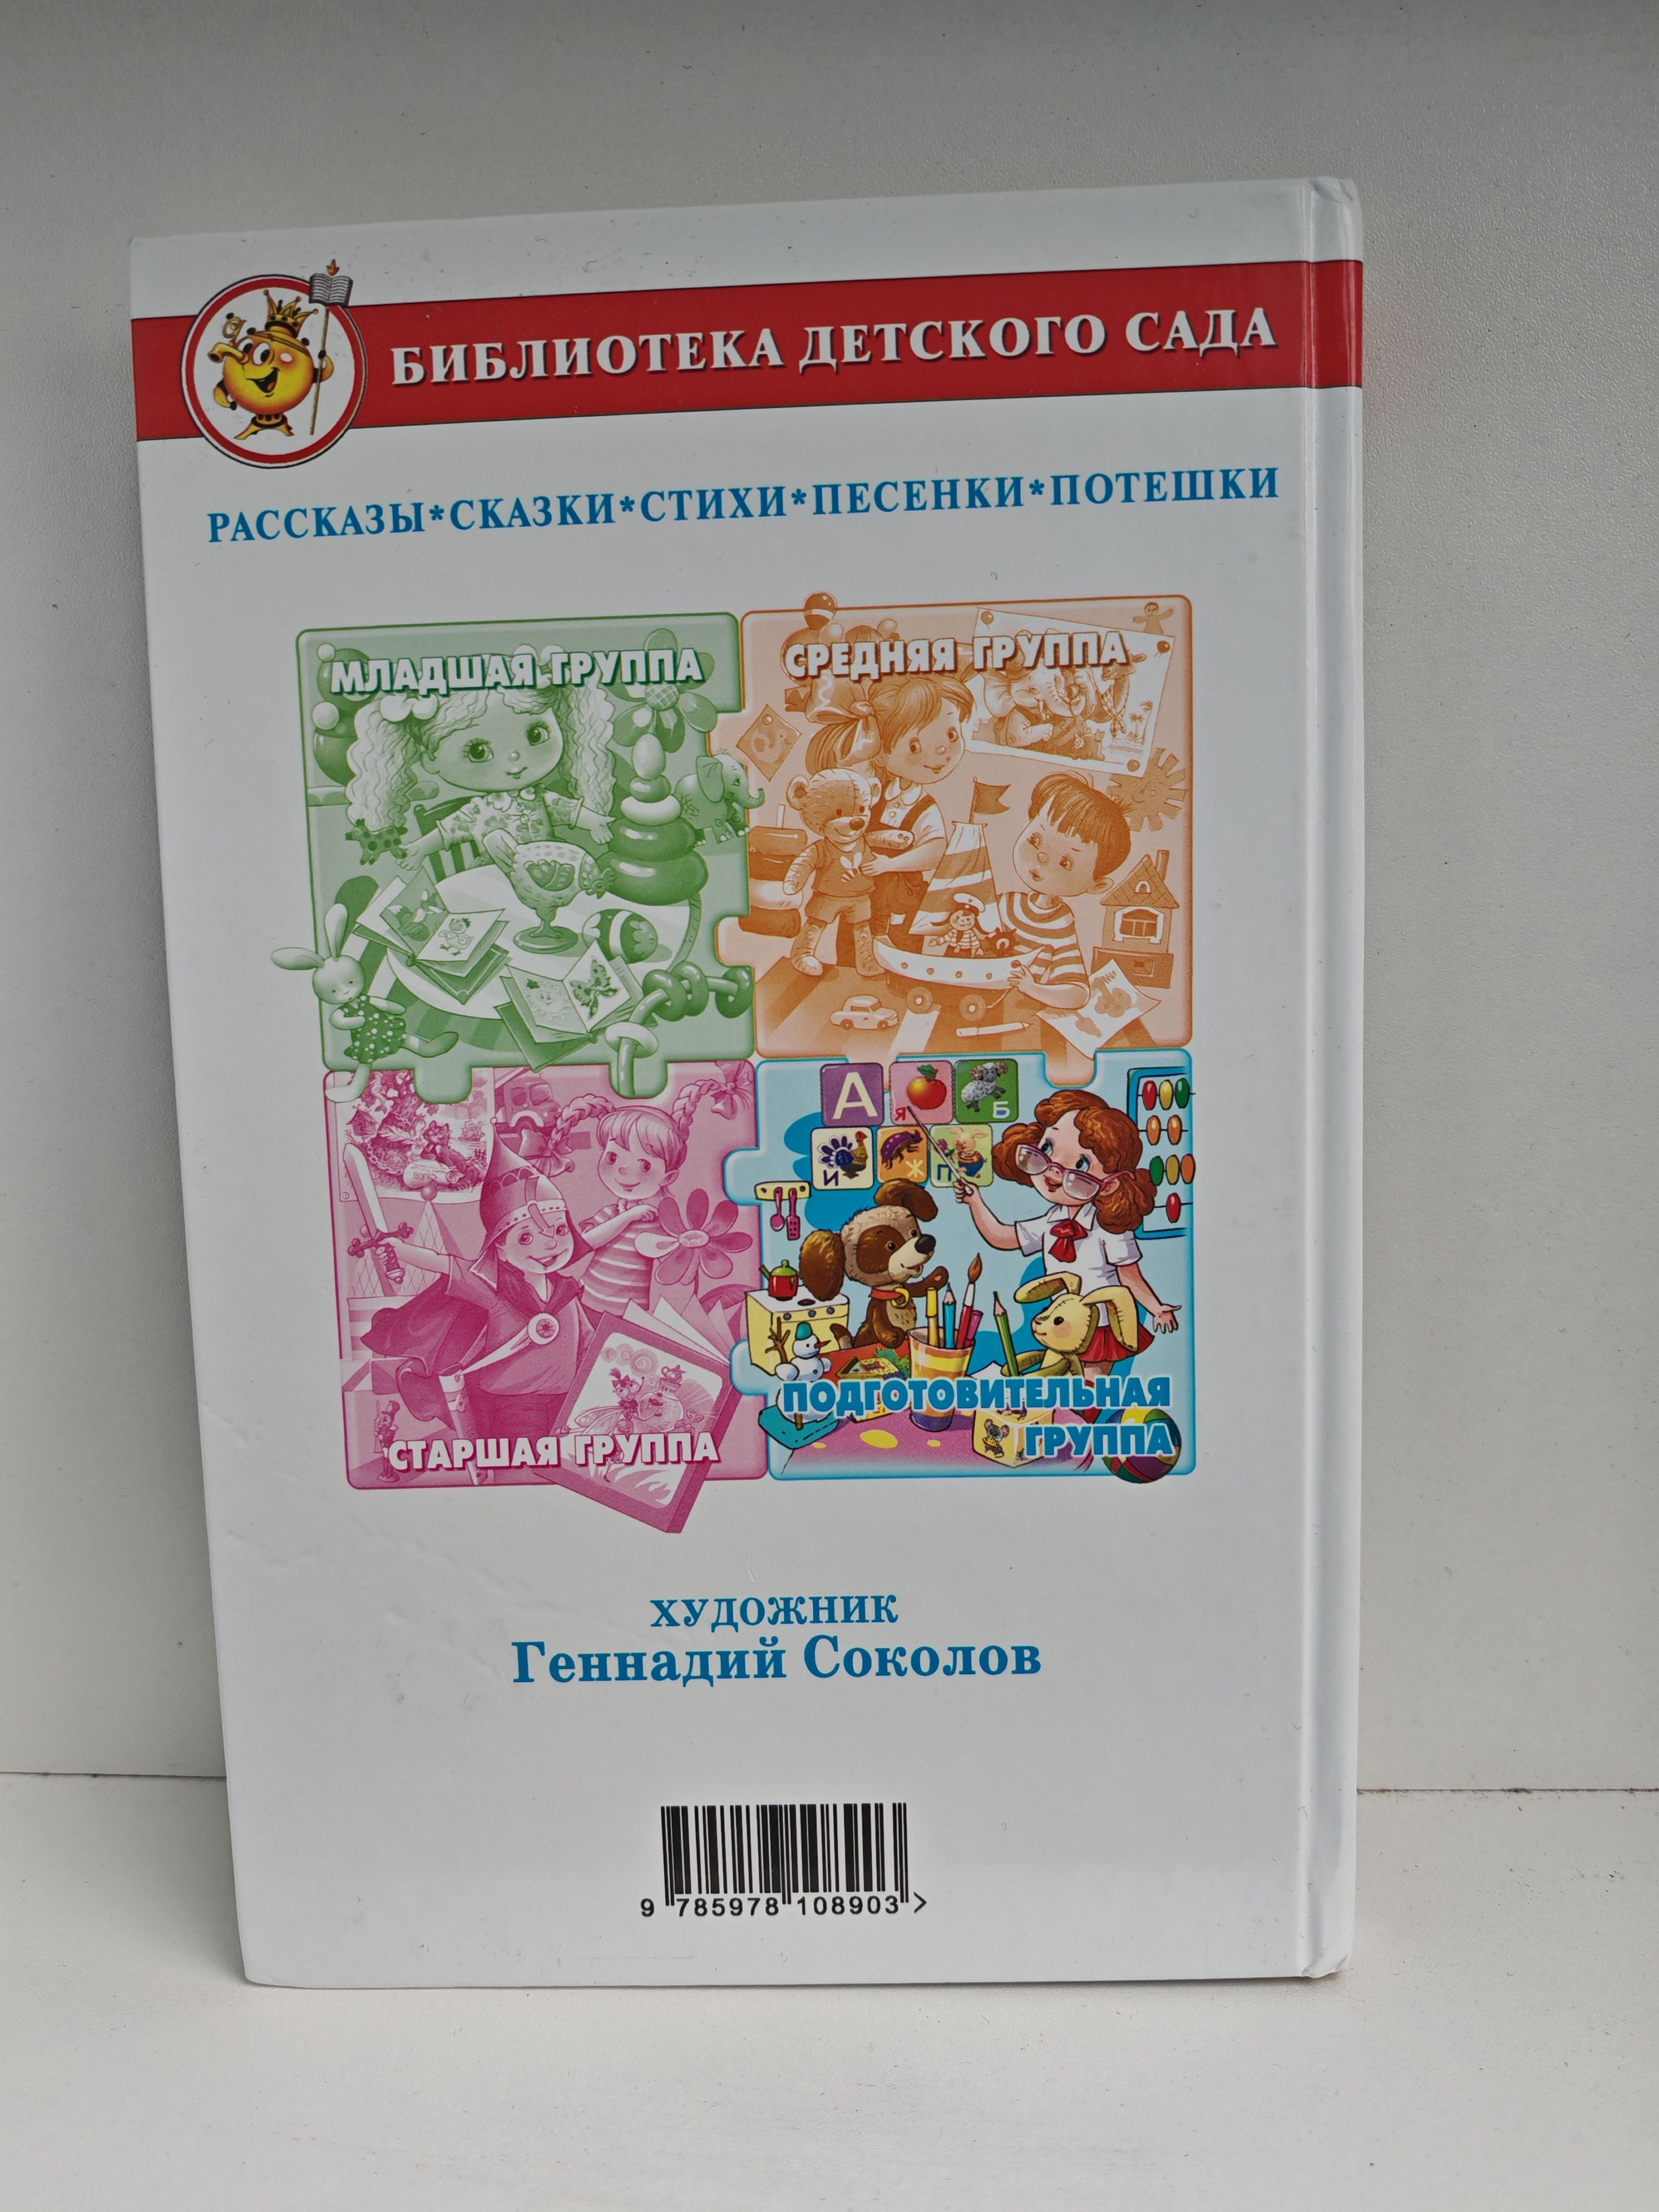 БИБЛИОТЕКА ДЕТСКОГО САДА
РАССКАЗЫ*СКАЗКИ*СТИХИ*ПЕСЕНКИ*ПОТЕШКИ
МЛАДШАЯ ГРУППА
СРЕДНЯЯ ГРУППА
А Я Б
И Ж П
СТАРШАЯ ГРУППА
ПОДГОТОВИТЕЛЬНАЯ
ГРУППА
ХУДОЖНИК
Геннадий Соколов
9 785978 108903 >